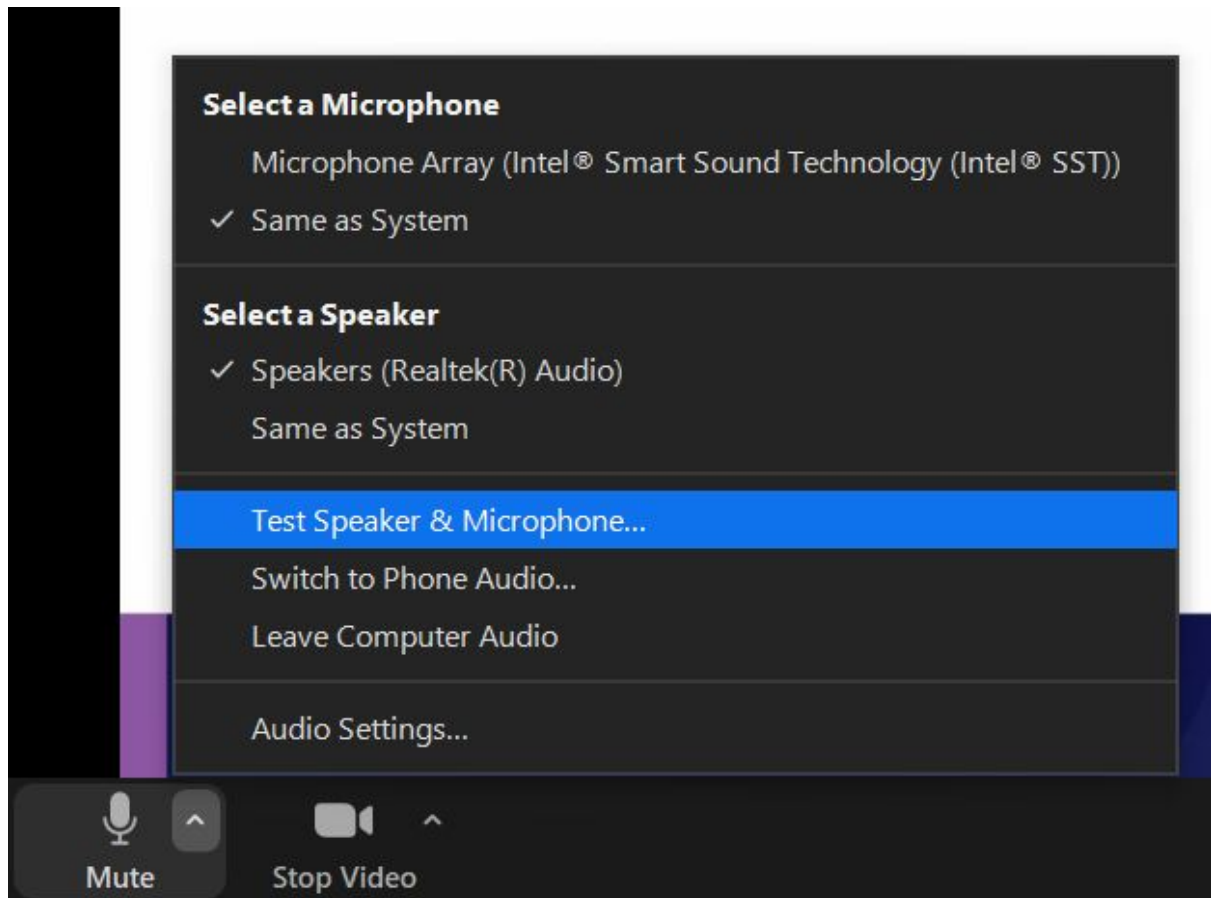 Select a Microphone
Microphone Array (Intel® Smart Sound Technology (Intel® SST))
Same as System
Select a Speaker
Speakers (Realtek(R) Audio)
Same as System
Test Speaker & Microphone...
Switch to Phone Audio...
Leave Computer Audio
Audio Settings...
Mute
Stop Video